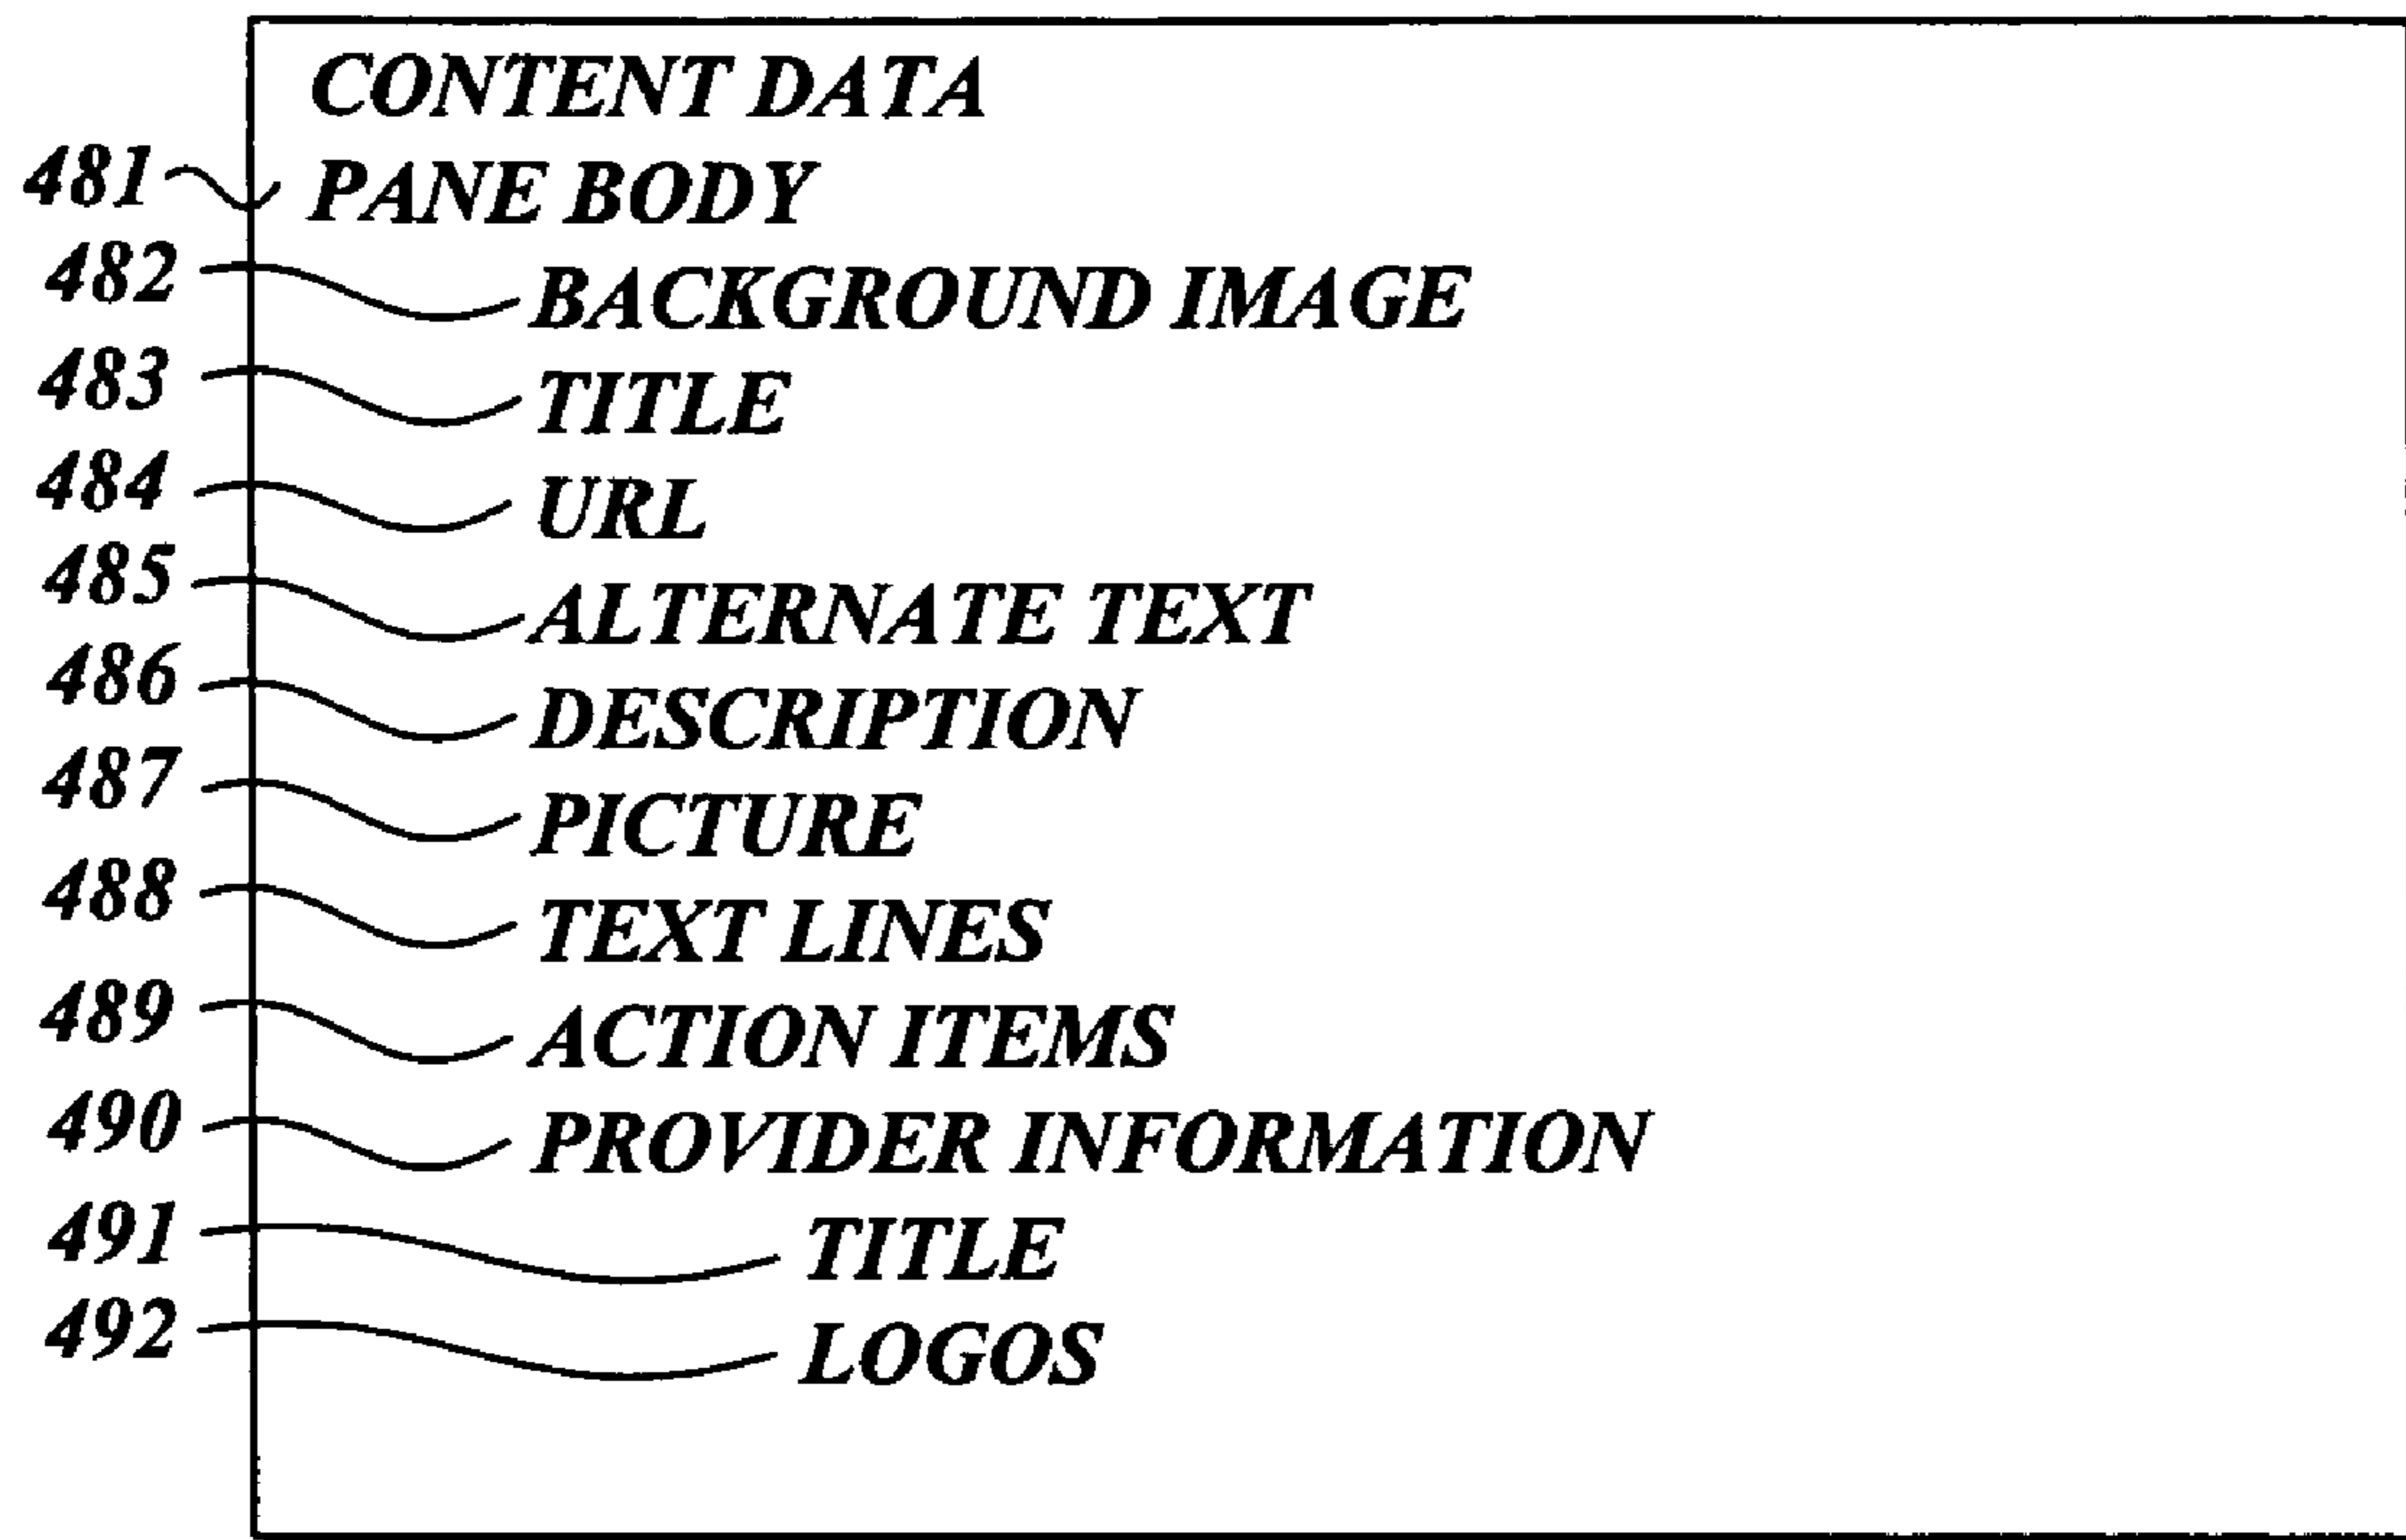 CONTENT DATA
481 PANE BODY
482 BACKGROUND IMAGE
483 TITLE
484 URL
485 ALTERNATE TEXT
486 DESCRIPTION
487 PICTURE
488 TEXT LINES
489 ACTION ITEMS
490 PROVIDER INFORMATION
491 TITLE
492 LOGOS